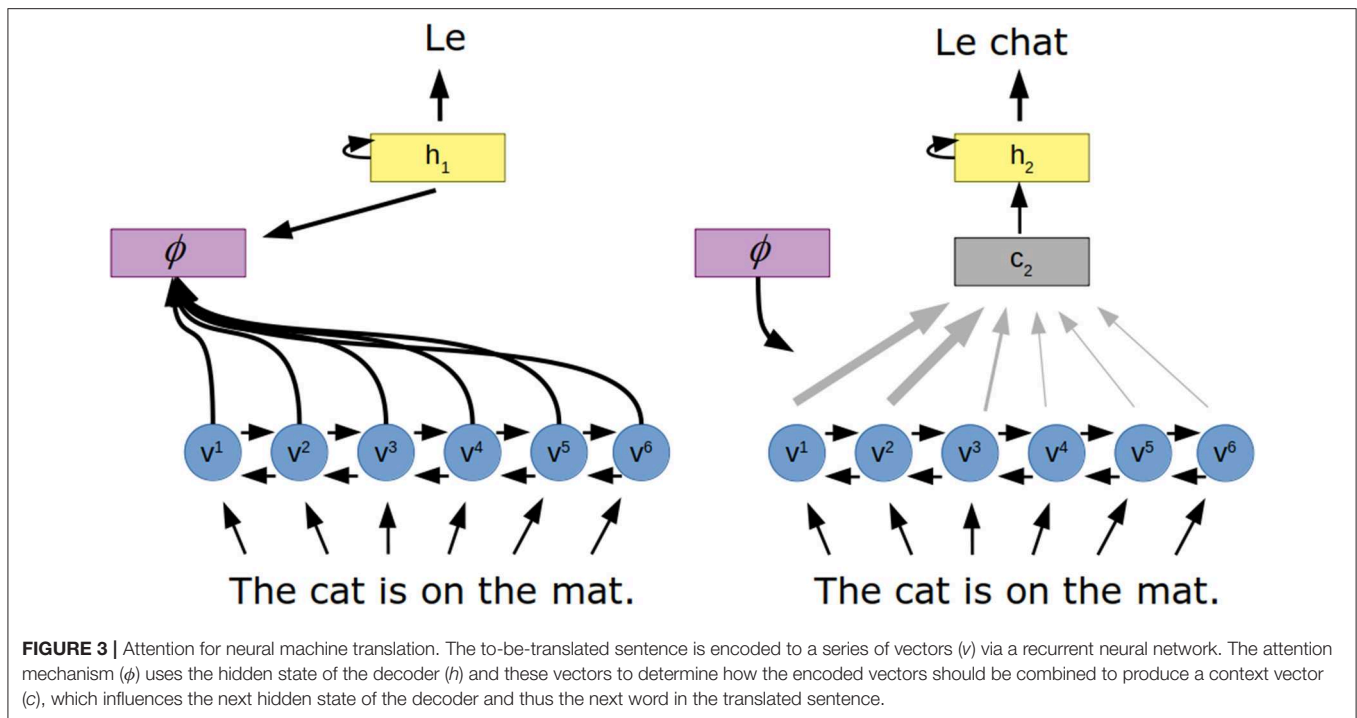 Le
h₁
ϕ
v¹ v² v³ v⁴ v⁵ v⁶
The cat is on the mat.
Le chat
h₂
ϕ
c₂
v¹ v² v³ v⁴ v⁵ v⁶
The cat is on the mat.
FIGURE 3 | Attention for neural machine translation. The to-be-translated sentence is encoded to a series of vectors (v) via a recurrent neural network. The attention
mechanism (ϕ) uses the hidden state of the decoder (h) and these vectors to determine how the encoded vectors should be combined to produce a context vector
(c), which influences the next hidden state of the decoder and thus the next word in the translated sentence.